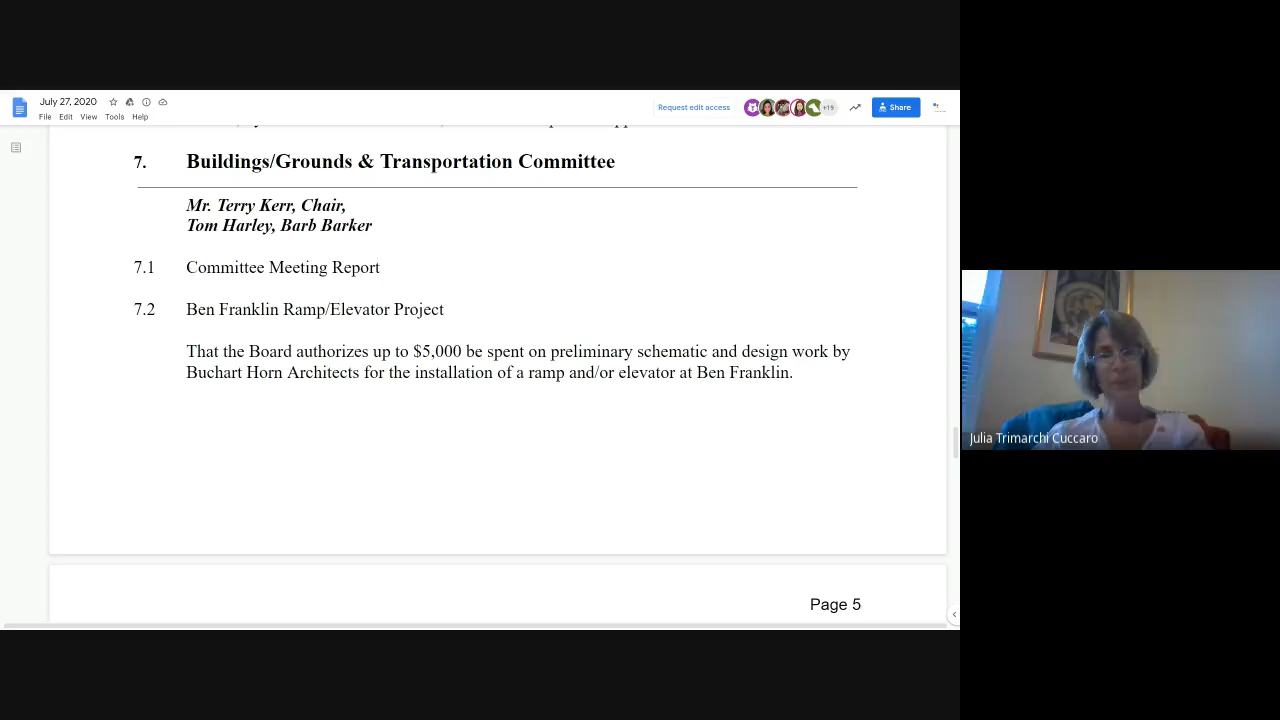 July 27, 2020
File Edit View Tools Help
Request edit access
+19
Share
7. Buildings/Grounds & Transportation Committee
Mr. Terry Kerr, Chair,
Tom Harley, Barb Barker
7.1 Committee Meeting Report
7.2 Ben Franklin Ramp/Elevator Project
That the Board authorizes up to $5,000 be spent on preliminary schematic and design work by
Buchart Horn Architects for the installation of a ramp and/or elevator at Ben Franklin.
Page 5
Julia Trimarchi Cuccaro